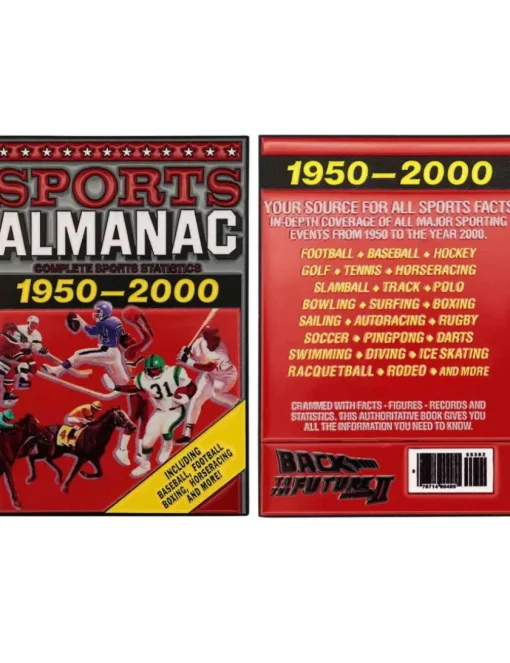 SPORTS
ALMANAC
COMPLETE SPORTS STATISTICS
1950-2000
31
INCLUDING
BASEBALL, FOOTBALL
BOXING, HORSERACING
AND MORE!
1950-2000
YOUR SOURCE FOR ALL SPORTS FACTS
IN-DEPTH COVERAGE OF ALL MAJOR SPORTING
EVENTS FROM 1950 TO THE YEAR 2000.
FOOTBALL ♦ BASEBALL ♦ HOCKEY
GOLF ♦ TENNIS ♦ HORSERACING
SLAMBALL ♦ TRACK ♦ POLO
BOWLING ♦ SURFING ♦ BOXING
SAILING ♦ AUTORACING ♦ RUGBY
SOCCER ♦ PINGPONG ♦ DARTS
SWIMMING ♦ DIVING ♦ ICE SKATING
RACQUETBALL ♦ RODEO ♦ AND MORE
CRAMMED WITH FACTS - FIGURES - RECORDS AND
STATISTICS. THIS AUTHORITATIVE BOOK GIVES YOU
ALL THE INFORMATION YOU NEED TO KNOW.
BACK
TO THE
FUTURE II